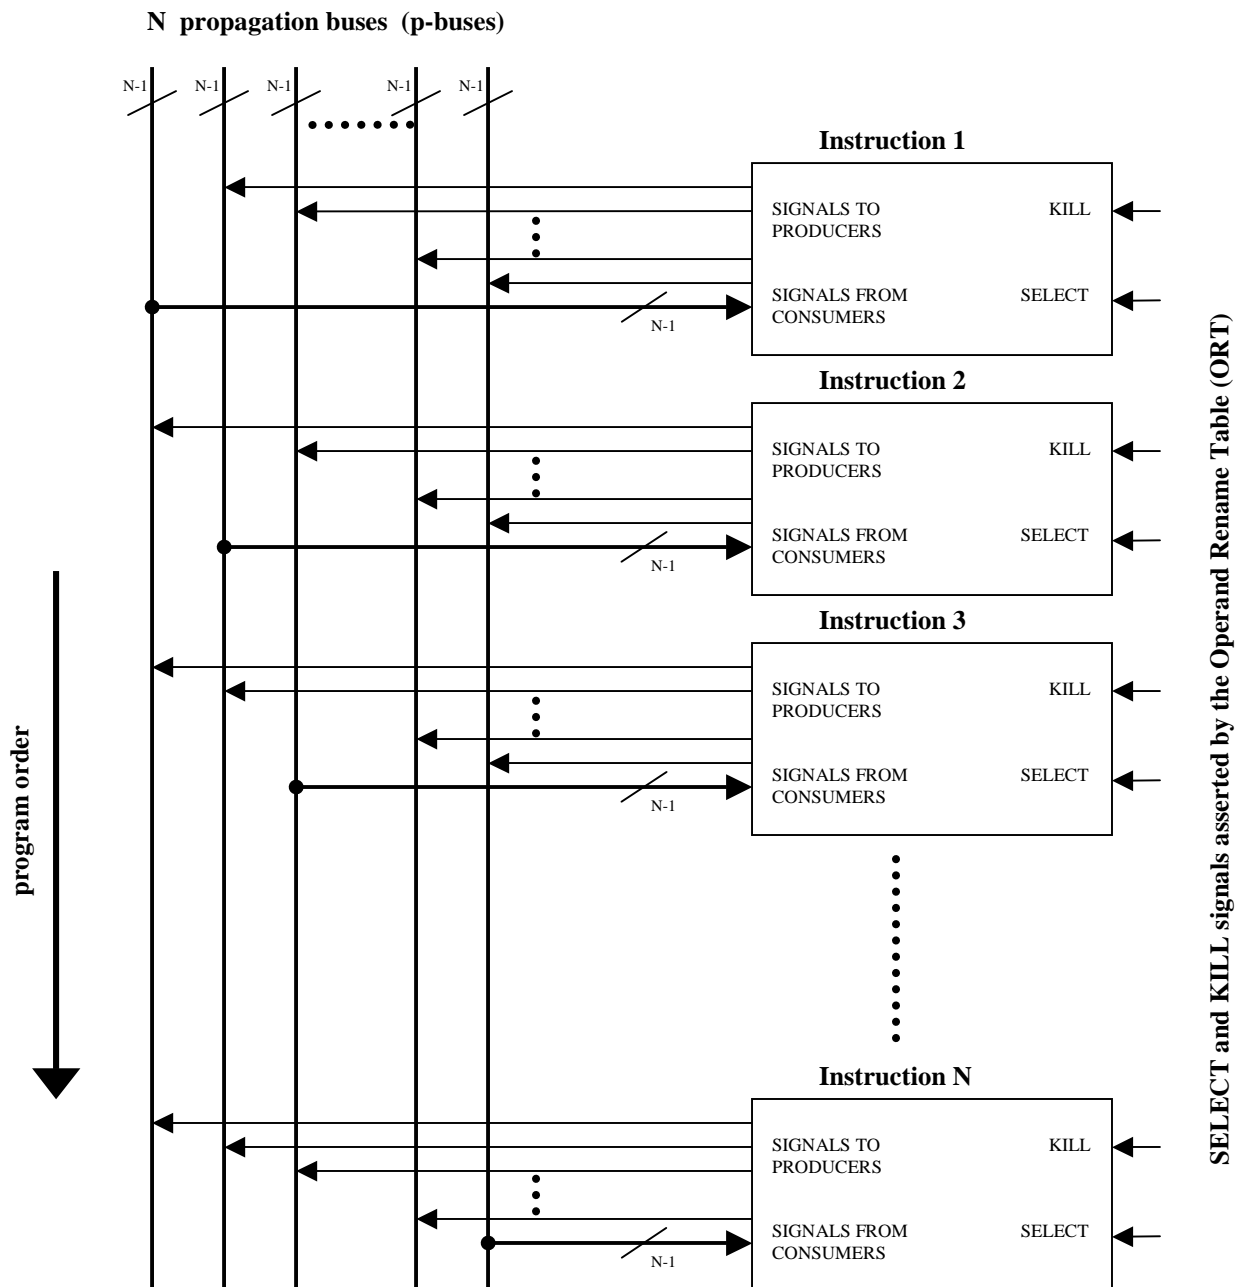 N propagation buses (p-buses)
N-1 N-1 N-1 N-1 N-1
Instruction 1
SIGNALS TO
PRODUCERS
KILL
SIGNALS FROM
CONSUMERS
SELECT
N-1
Instruction 2
SIGNALS TO
PRODUCERS
KILL
SIGNALS FROM
CONSUMERS
SELECT
N-1
Instruction 3
SIGNALS TO
PRODUCERS
KILL
SIGNALS FROM
CONSUMERS
SELECT
N-1
Instruction N
SIGNALS TO
PRODUCERS
KILL
SIGNALS FROM
CONSUMERS
SELECT
N-1
program order
SELECT and KILL signals asserted by the Operand Rename Table (ORT)